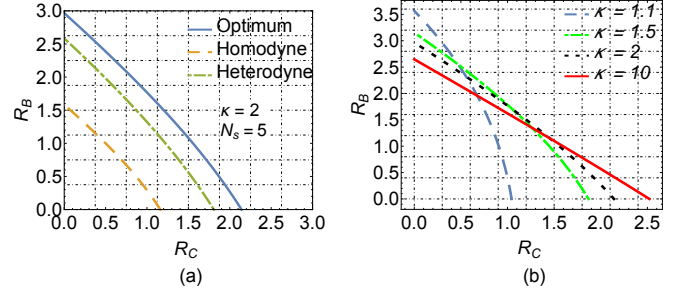 3.0
2.5
2.0
1.5
1.0
0.5
0.0
R_B
Optimum
Homodyne
Heterodyne
κ = 2
N_s = 5
0.0 0.5 1.0 1.5 2.0 2.5 3.0
R_C
(a)
3.5
3.0
2.5
2.0
1.5
1.0
0.5
0.0
R_B
κ = 1.1
κ = 1.5
κ = 2
κ = 10
0.0 0.5 1.0 1.5 2.0 2.5
R_C
(b)